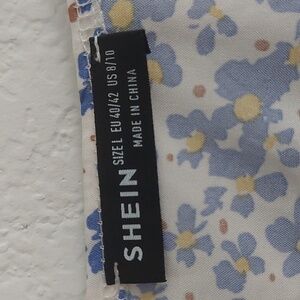 SHEIN
SIZE L EU 40/42 US 8/10
MADE IN CHINA